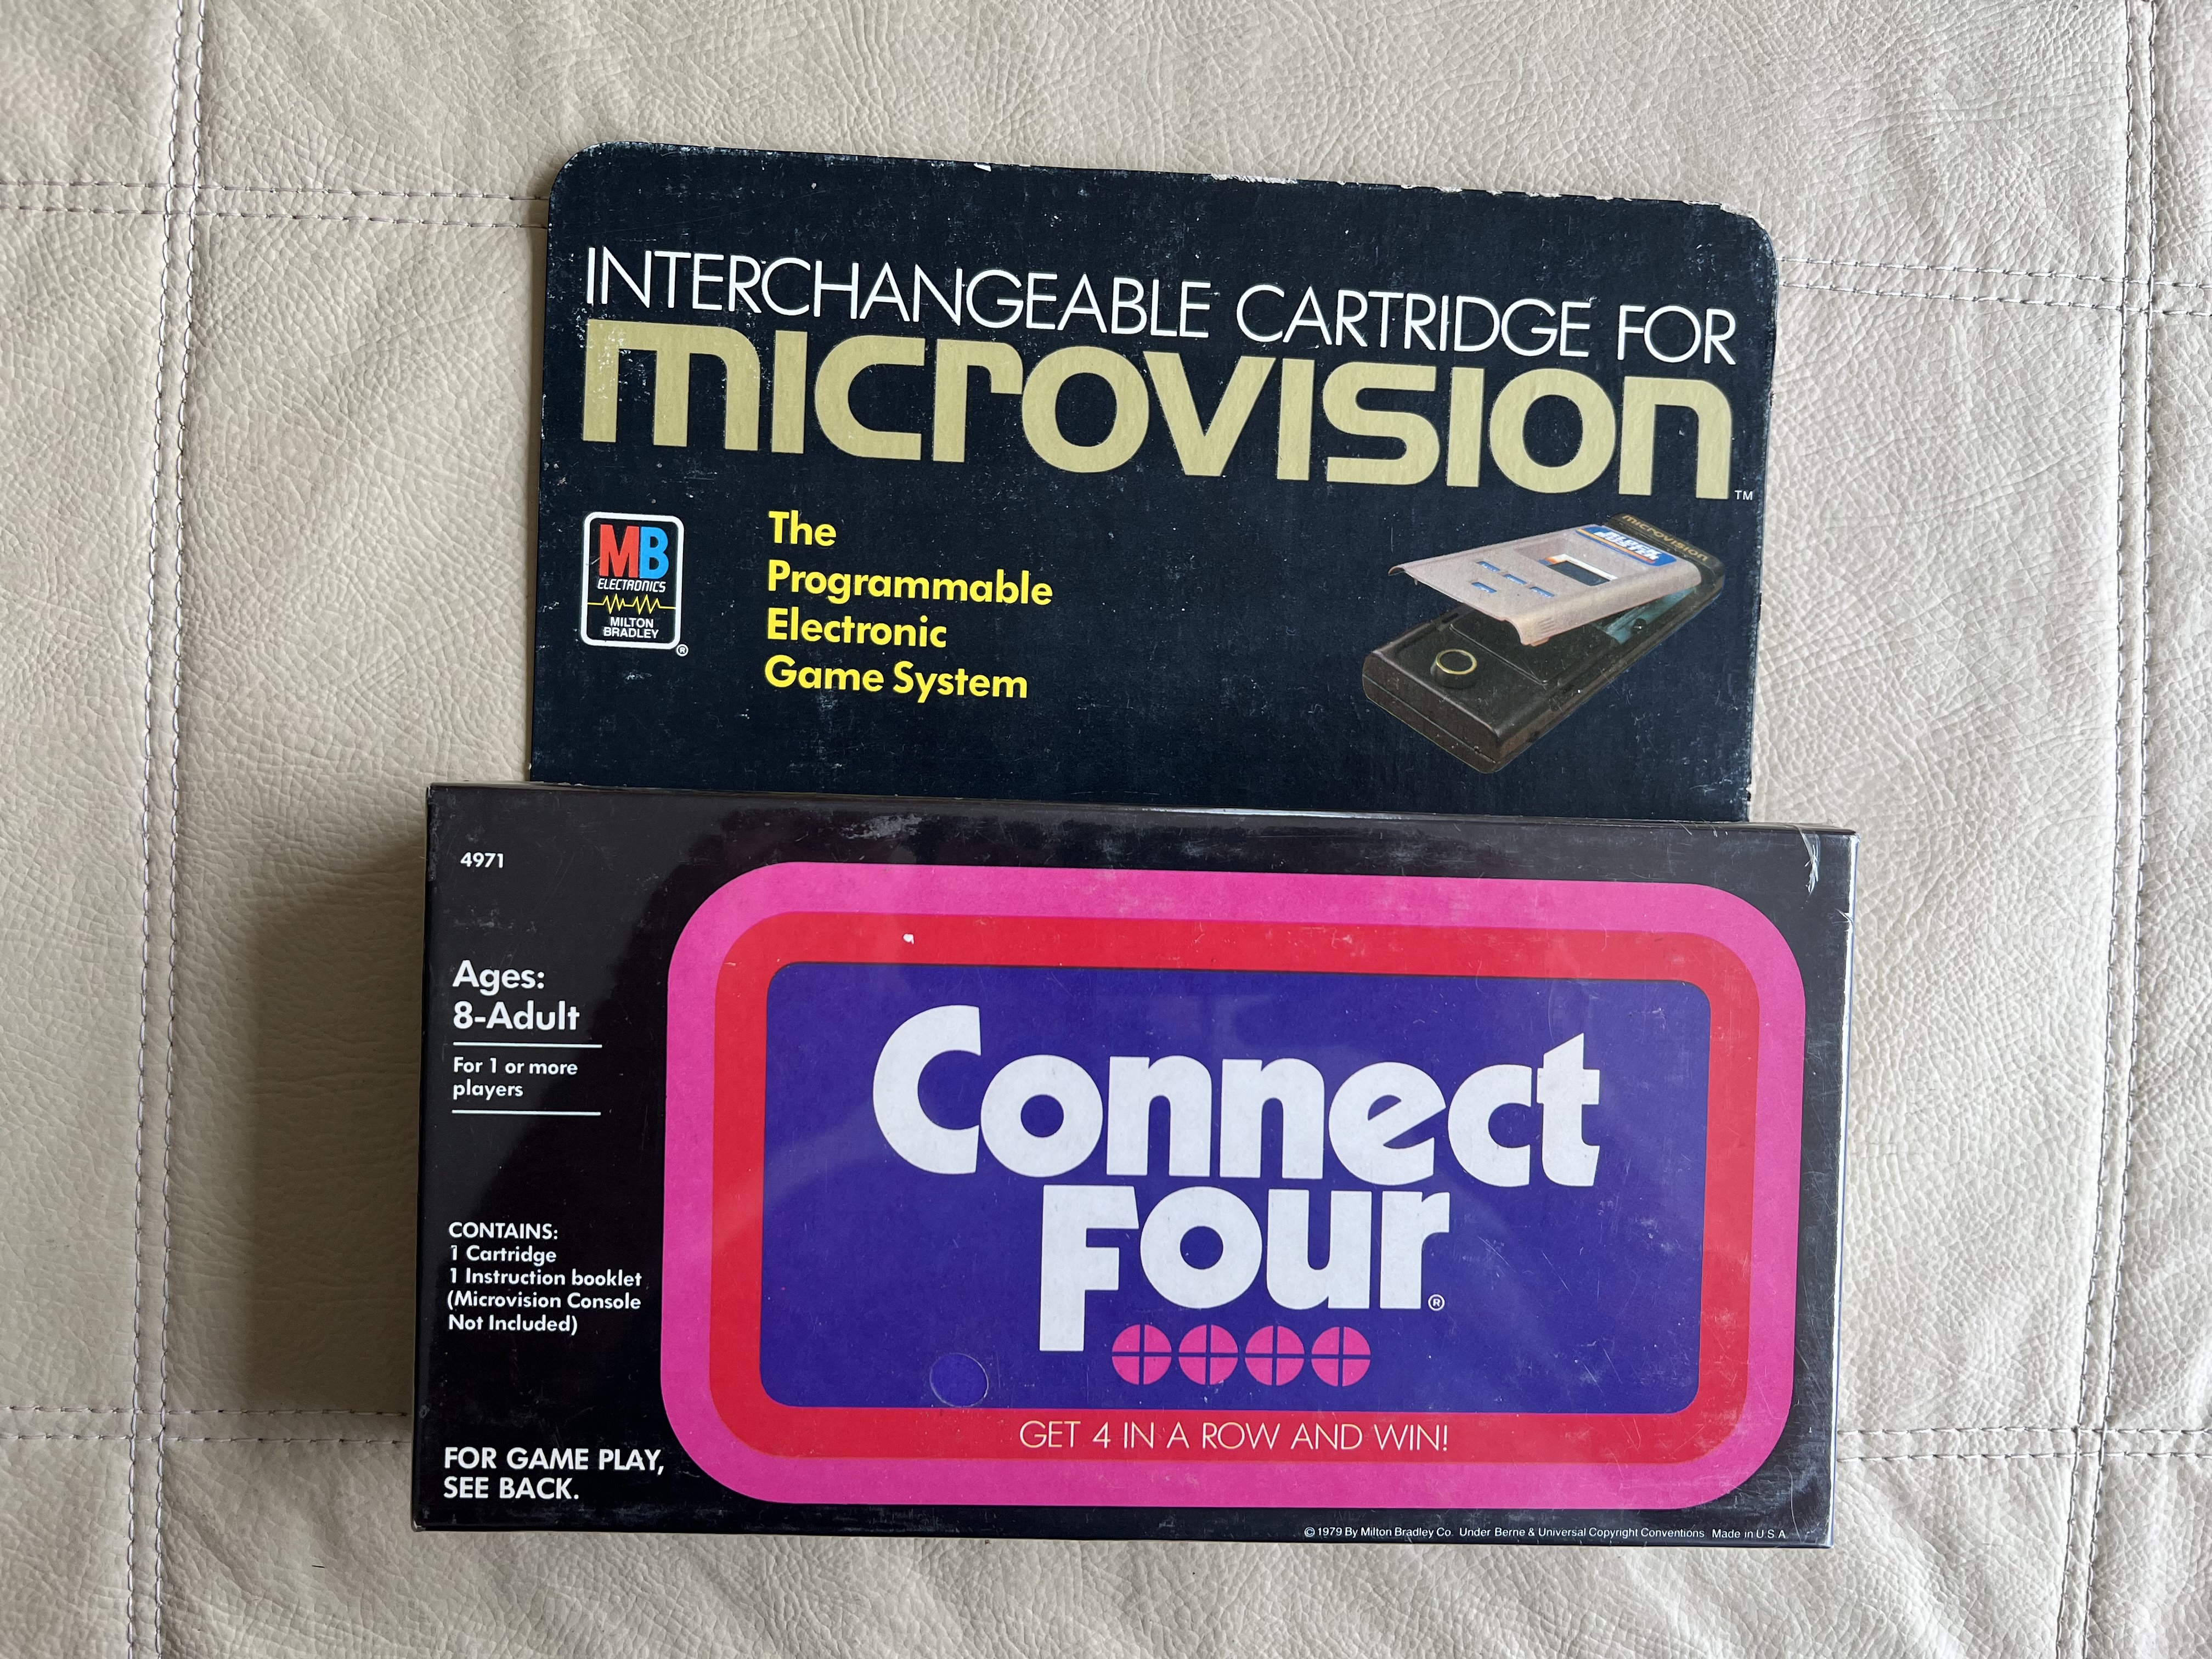 INTERCHANGEABLE CARTRIDGE FOR
MICROVISION™
MB
ELECTRONICS
MILTON
BRADLEY
®
The
Programmable
Electronic
Game System
MICROVISION
4971
Ages:
8-Adult
For 1 or more
players
CONTAINS:
1 Cartridge
1 Instruction booklet
(Microvision Console
Not Included)
FOR GAME PLAY,
SEE BACK.
Connect
Four®
GET 4 IN A ROW AND WIN!
© 1979 By Milton Bradley Co. Under Berne & Universal Copyright Conventions Made in U.S.A.